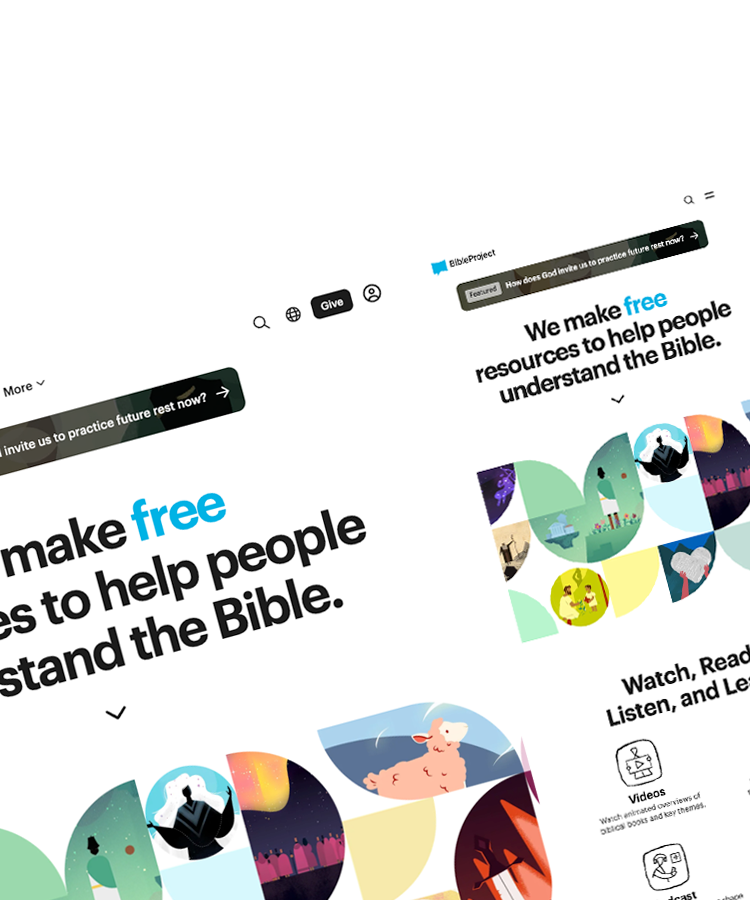 Give
More
invite us to practice future rest now?
make free
es to help people
stand the Bible.
BibleProject
Featured How does God invite us to practice future rest now?
We make free
resources to help people
understand the Bible.
Watch, Read
Listen, and Le
Videos
Watch animated overviews of
biblical books and key themes.
dcast